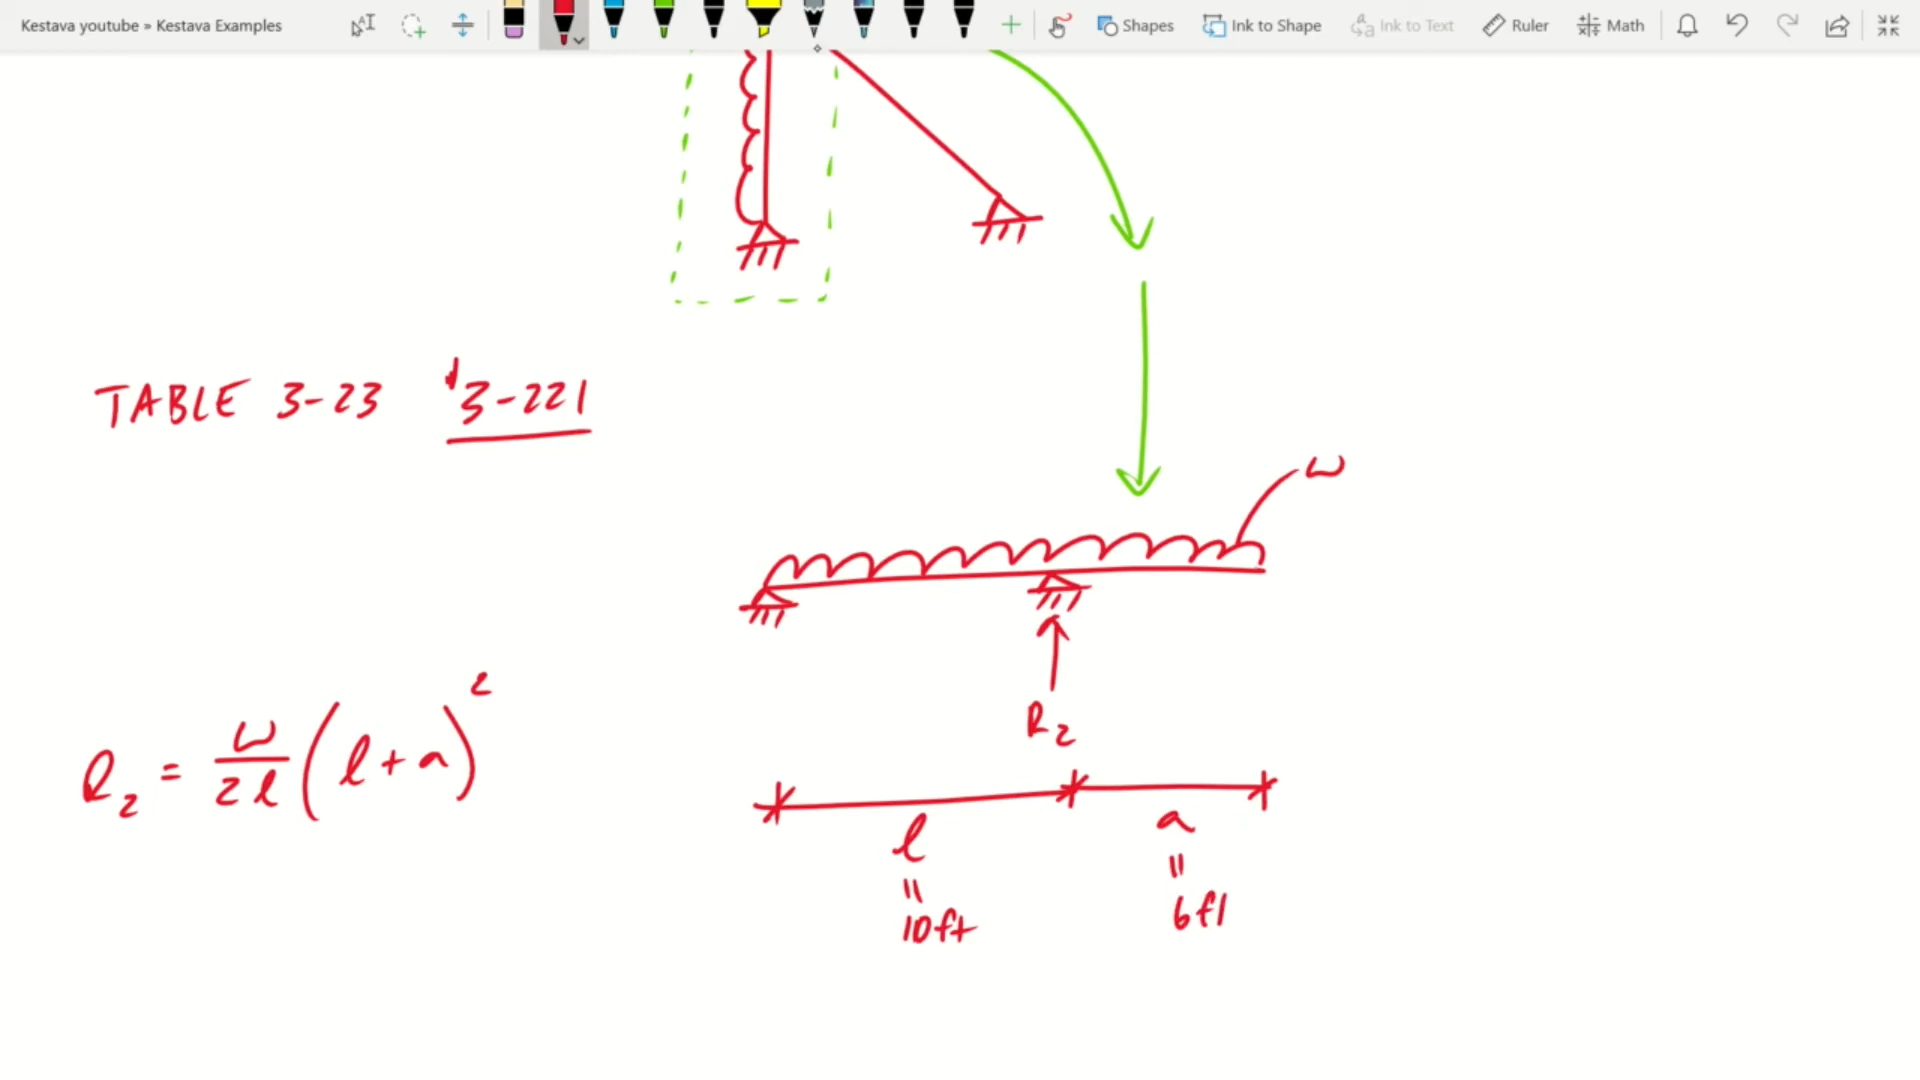 Kestava youtube » Kestava Examples
Shapes
Ink to Shape
Ink to Text
Ruler
Math
TABLE 3-23 3-221
ω
R₂
R₂ = ω/2l (l+a)²
l
a
=
=
10ft
6ft